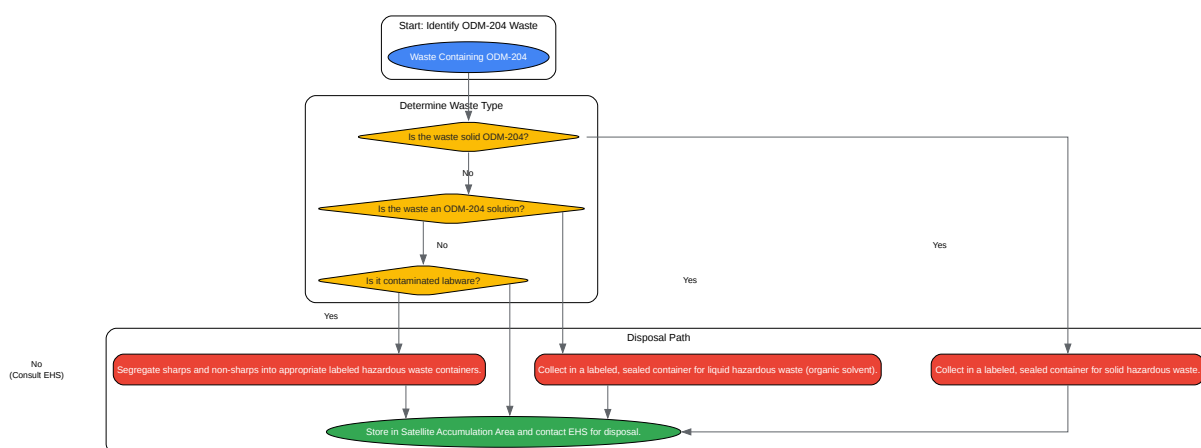 Start: Identify ODM-204 Waste
Waste Containing ODM-204
Determine Waste Type
Is the waste solid ODM-204?
No
Is the waste an ODM-204 solution?
No
Yes
Is it contaminated labware?
Yes
Yes
Disposal Path
No
(Consult EHS)
Segregate sharps and non-sharps into appropriate labeled hazardous waste containers.
Collect in a labeled, sealed container for liquid hazardous waste (organic solvent).
Collect in a labeled, sealed container for solid hazardous waste.
Store in Satellite Accumulation Area and contact EHS for disposal.